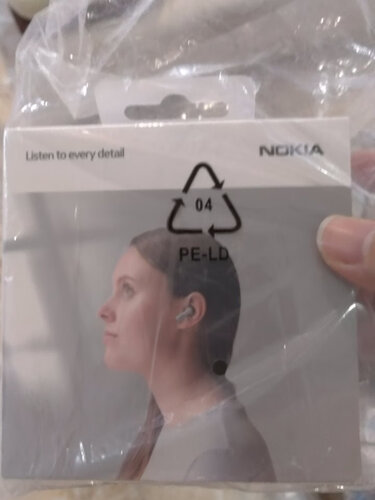 Listen to every detail
NOKIA
04
PE-LD